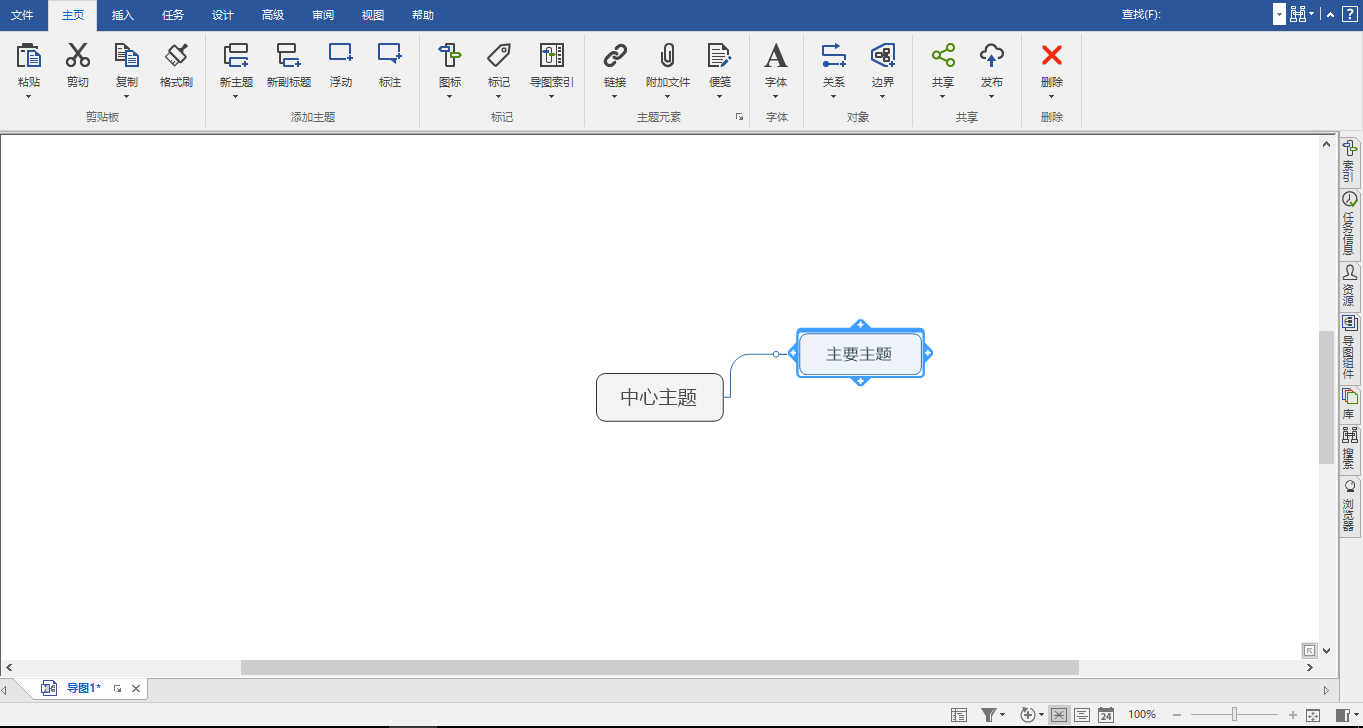 文件 主页 插入 任务 设计 高级 审阅 视图 帮助 查找(F):
粘贴 剪切 复制 格式刷 新主题 新副标题 浮动 标注 图标 标记 导图索引 链接 附加文件 便笺 字体 关系 边界 共享 发布 删除
剪贴板 添加主题 标记 主题元素 字体 对象 共享 删除
索引
任务信息
资源
导图组件
库
搜索
浏览器
主要主题
中心主题
导图1*
24 100%